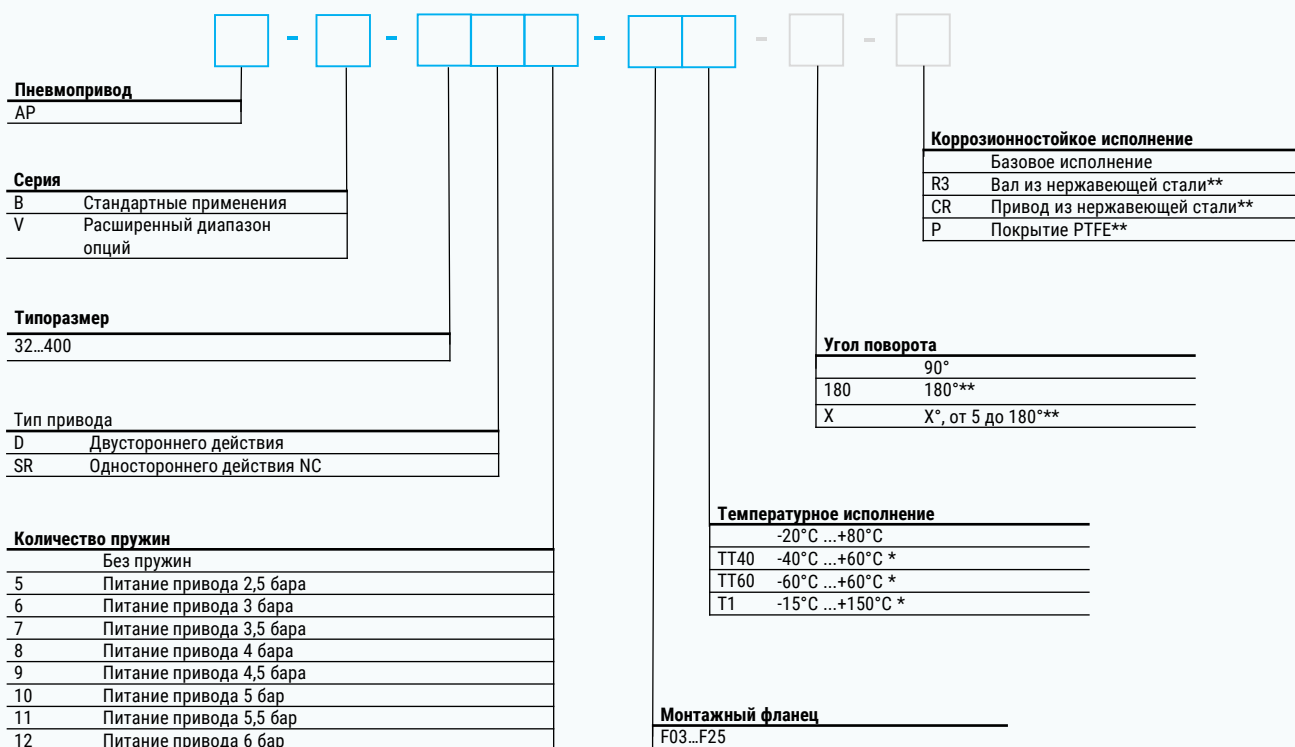 Пневмопривод
AP
Серия
B Стандартные применения
V Расширенный диапазон
опций
Типоразмер
32…400
Тип привода
D Двустороннего действия
SR Одностороннего действия NC
Количество пружин
Без пружин
5 Питание привода 2,5 бара
6 Питание привода 3 бара
7 Питание привода 3,5 бара
8 Питание привода 4 бара
9 Питание привода 4,5 бара
10 Питание привода 5 бар
11 Питание привода 5,5 бар
12 Питание привода 6 бар
Монтажный фланец
F03…F25
Температурное исполнение
-20°C ...+80°C
TT40 -40°C ...+60°C *
TT60 -60°C ...+60°C *
T1 -15°C ...+150°C *
Угол поворота
90°
180 180°**
X X°, от 5 до 180°**
Коррозионностойкое исполнение
Базовое исполнение
R3 Вал из нержавеющей стали**
CR Привод из нержавеющей стали**
P Покрытие PTFE**